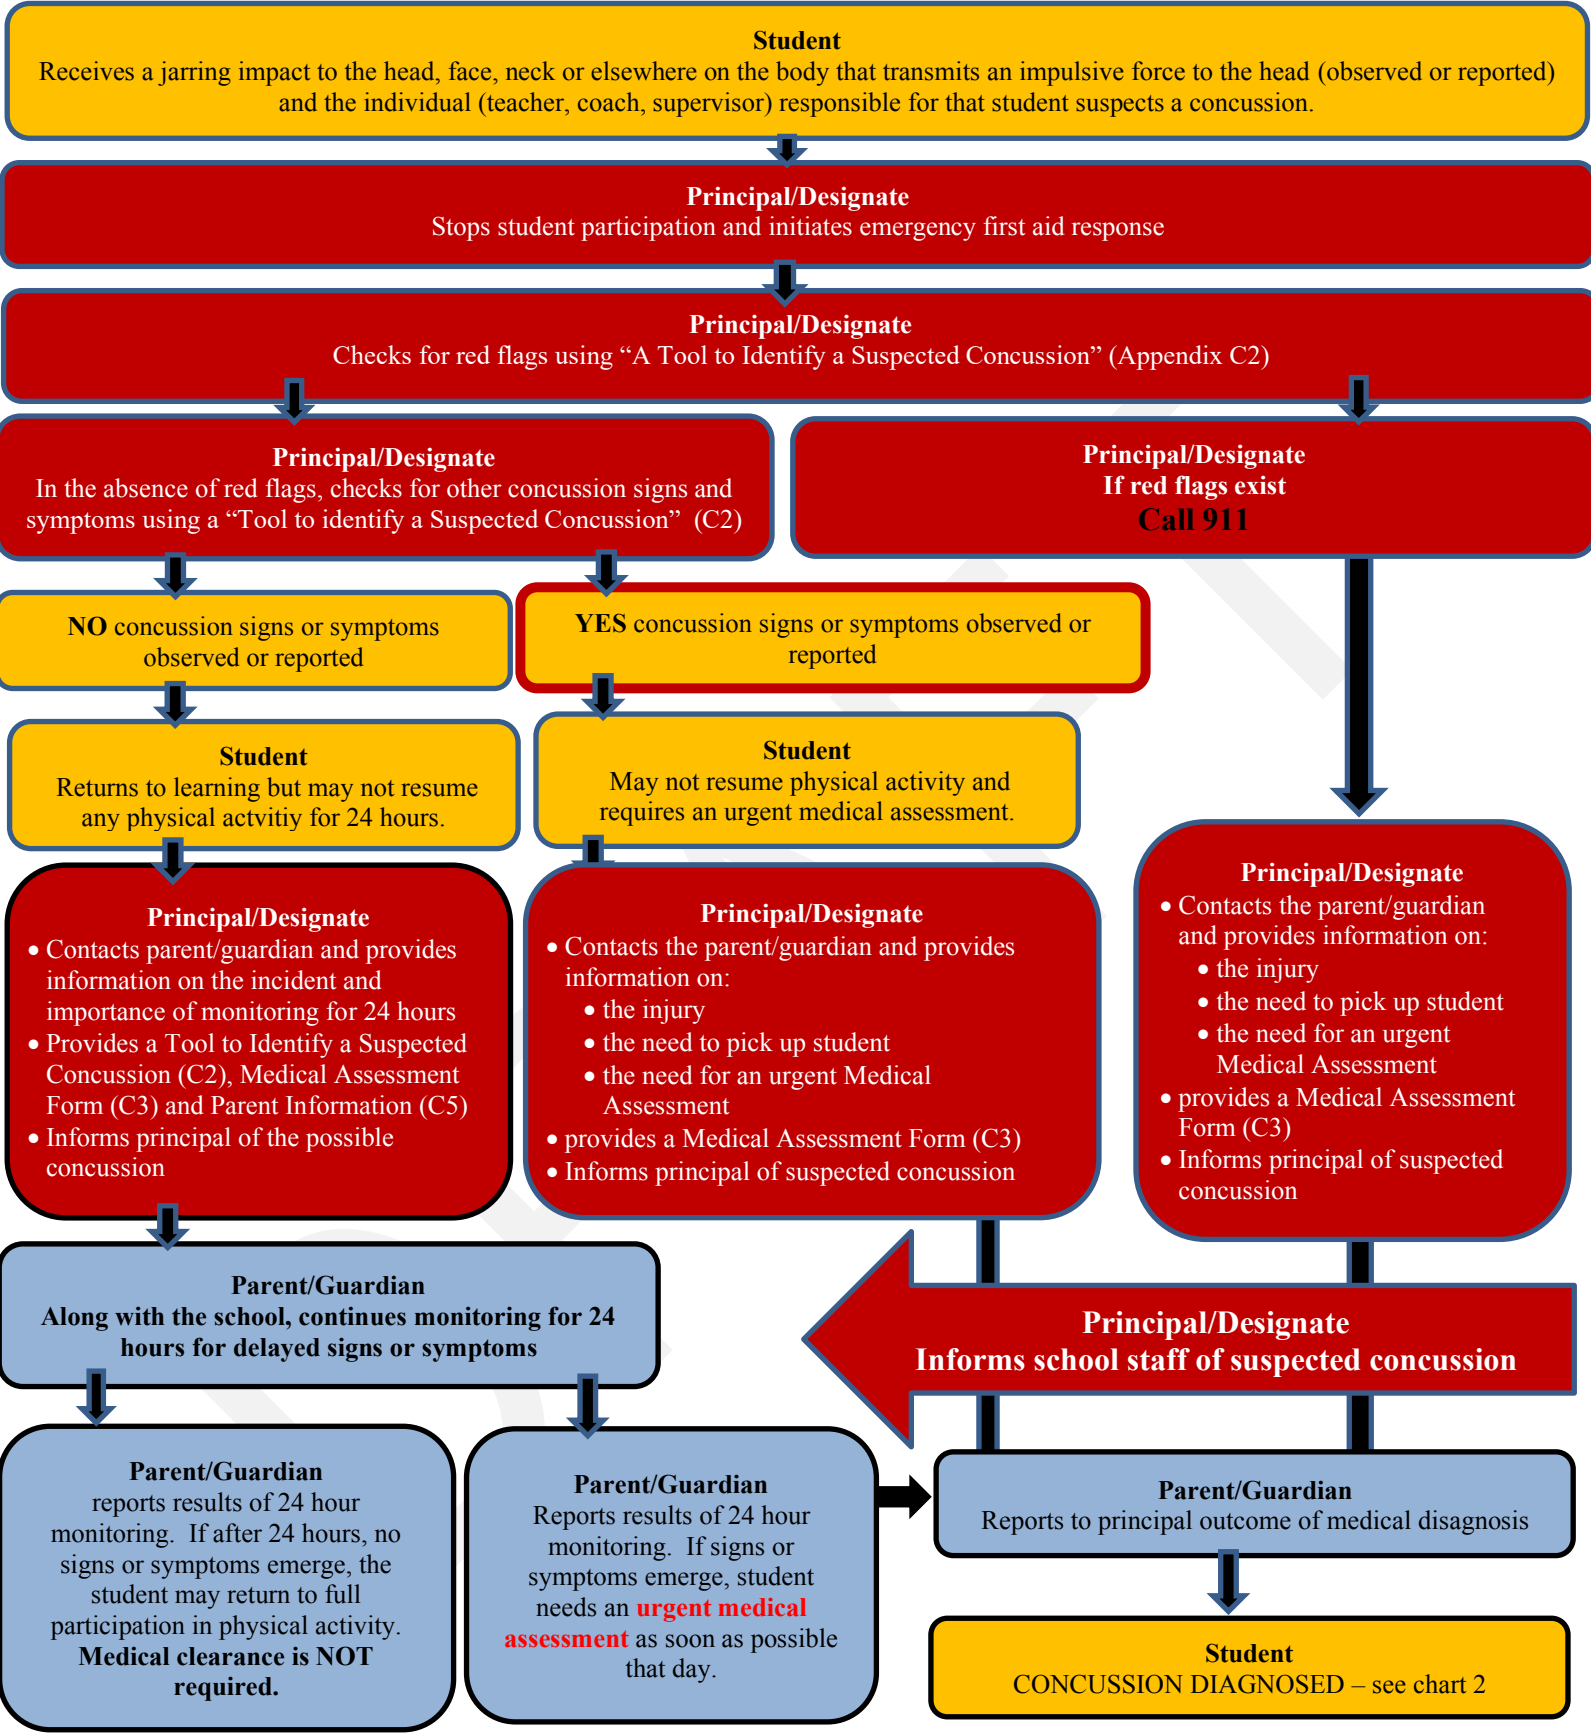 Student
Receives a jarring impact to the head, face, neck or elsewhere on the body that transmits an impulsive force to the head (observed or reported)
and the individual (teacher, coach, supervisor) responsible for that student suspects a concussion.
Principal/Designate
Stops student participation and initiates emergency first aid response
Principal/Designate
Checks for red flags using “A Tool to Identify a Suspected Concussion” (Appendix C2)
Principal/Designate
In the absence of red flags, checks for other concussion signs and
symptoms using a “Tool to identify a Suspected Concussion” (C2)
Principal/Designate
If red flags exist
Call 911
NO concussion signs or symptoms
observed or reported
YES concussion signs or symptoms observed or
reported
Student
Returns to learning but may not resume
any physical actvitiy for 24 hours.
Student
May not resume physical activity and
requires an urgent medical assessment.
Principal/Designate
• Contacts parent/guardian and provides
information on the incident and
importance of monitoring for 24 hours
• Provides a Tool to Identify a Suspected
Concussion (C2), Medical Assessment
Form (C3) and Parent Information (C5)
• Informs principal of the possible
concussion
Principal/Designate
• Contacts the parent/guardian and provides
information on:
• the injury
• the need to pick up student
• the need for an urgent Medical
Assessment
• provides a Medical Assessment Form (C3)
• Informs principal of suspected concussion
Principal/Designate
• Contacts the parent/guardian
and provides information on:
• the injury
• the need to pick up student
• the need for an urgent
Medical Assessment
• provides a Medical Assessment
Form (C3)
• Informs principal of suspected
concussion
Parent/Guardian
Along with the school, continues monitoring for 24
hours for delayed signs or symptoms
Principal/Designate
Informs school staff of suspected concussion
Parent/Guardian
reports results of 24 hour
monitoring. If after 24 hours, no
signs or symptoms emerge, the
student may return to full
participation in physical activity.
Medical clearance is NOT
required.
Parent/Guardian
Reports results of 24 hour
monitoring. If signs or
symptoms emerge, student
needs an urgent medical
assessment as soon as possible
that day.
Parent/Guardian
Reports to principal outcome of medical disagnosis
Student
CONCUSSION DIAGNOSED – see chart 2